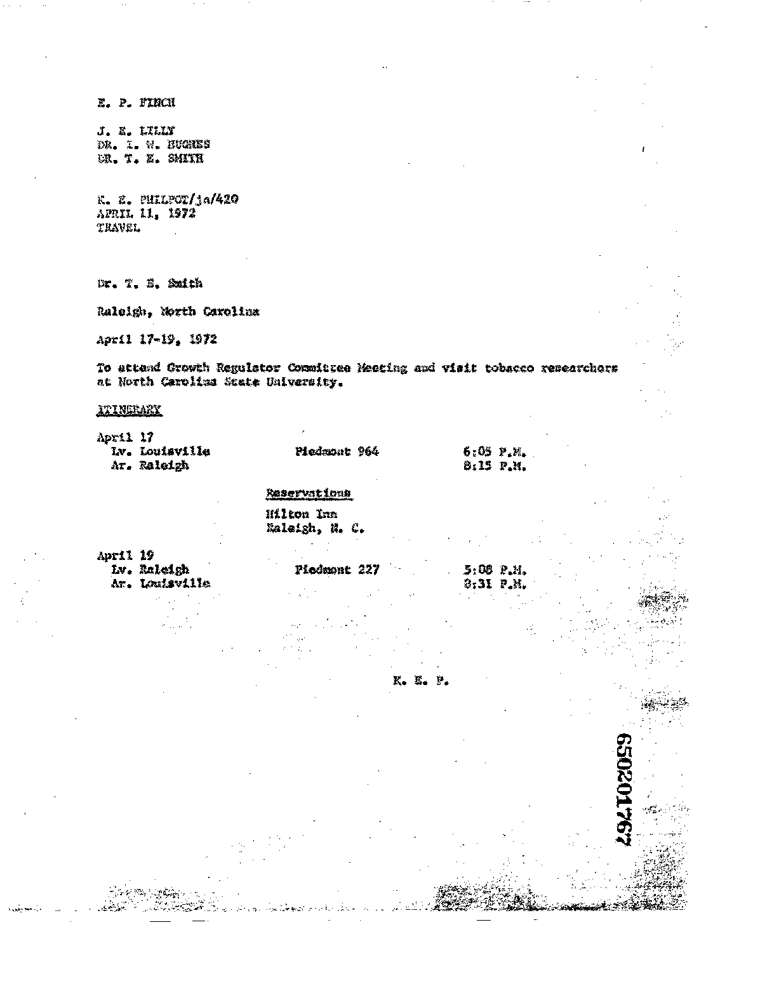 E. P. FINCH
J. E. LILLY
DR. I. W. HUGHES
DR. T. E. SMITH
K. E. PHILPOT/ja/420
APRIL 11, 1972
TRAVEL
Dr. T. E. Smith
Raleigh, North Carolina
April 17-19, 1972
To attend Growth Regulator Committee Meeting and visit tobacco researchers
at North Carolina State University.
ITINERARY
April 17
Lv. Louisville Piedmont 964 6:05 P.M.
Ar. Raleigh 8:15 P.M.
Reservations
Hilton Inn
Raleigh, N. C.
April 19
Lv. Raleigh Piedmont 227 5:08 P.M.
Ar. Louisville 8:31 P.M.
K. E. P.
650201767